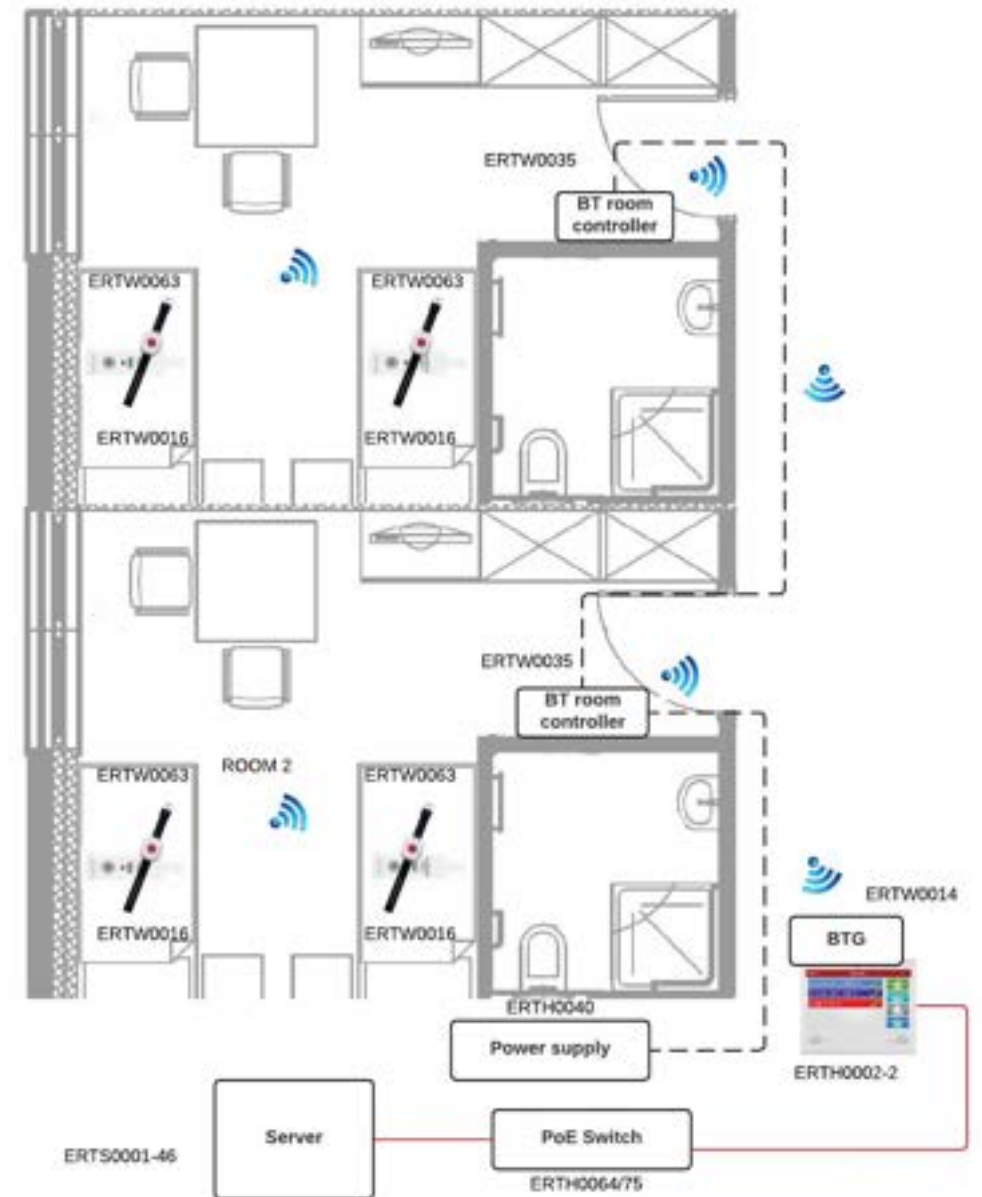 ERTW0035
BT room
controller
ERTW0063
ERTW0063
ERTW0016
ERTW0016
ERTW0035
BT room
controller
ROOM 2
ERTW0063
ERTW0063
ERTW0016
ERTW0016
ERTW0014
BTG
ERTH0040
Power supply
ERTH0002-2
Server
PoE Switch
ERTS0001-46
ERTH0064/75